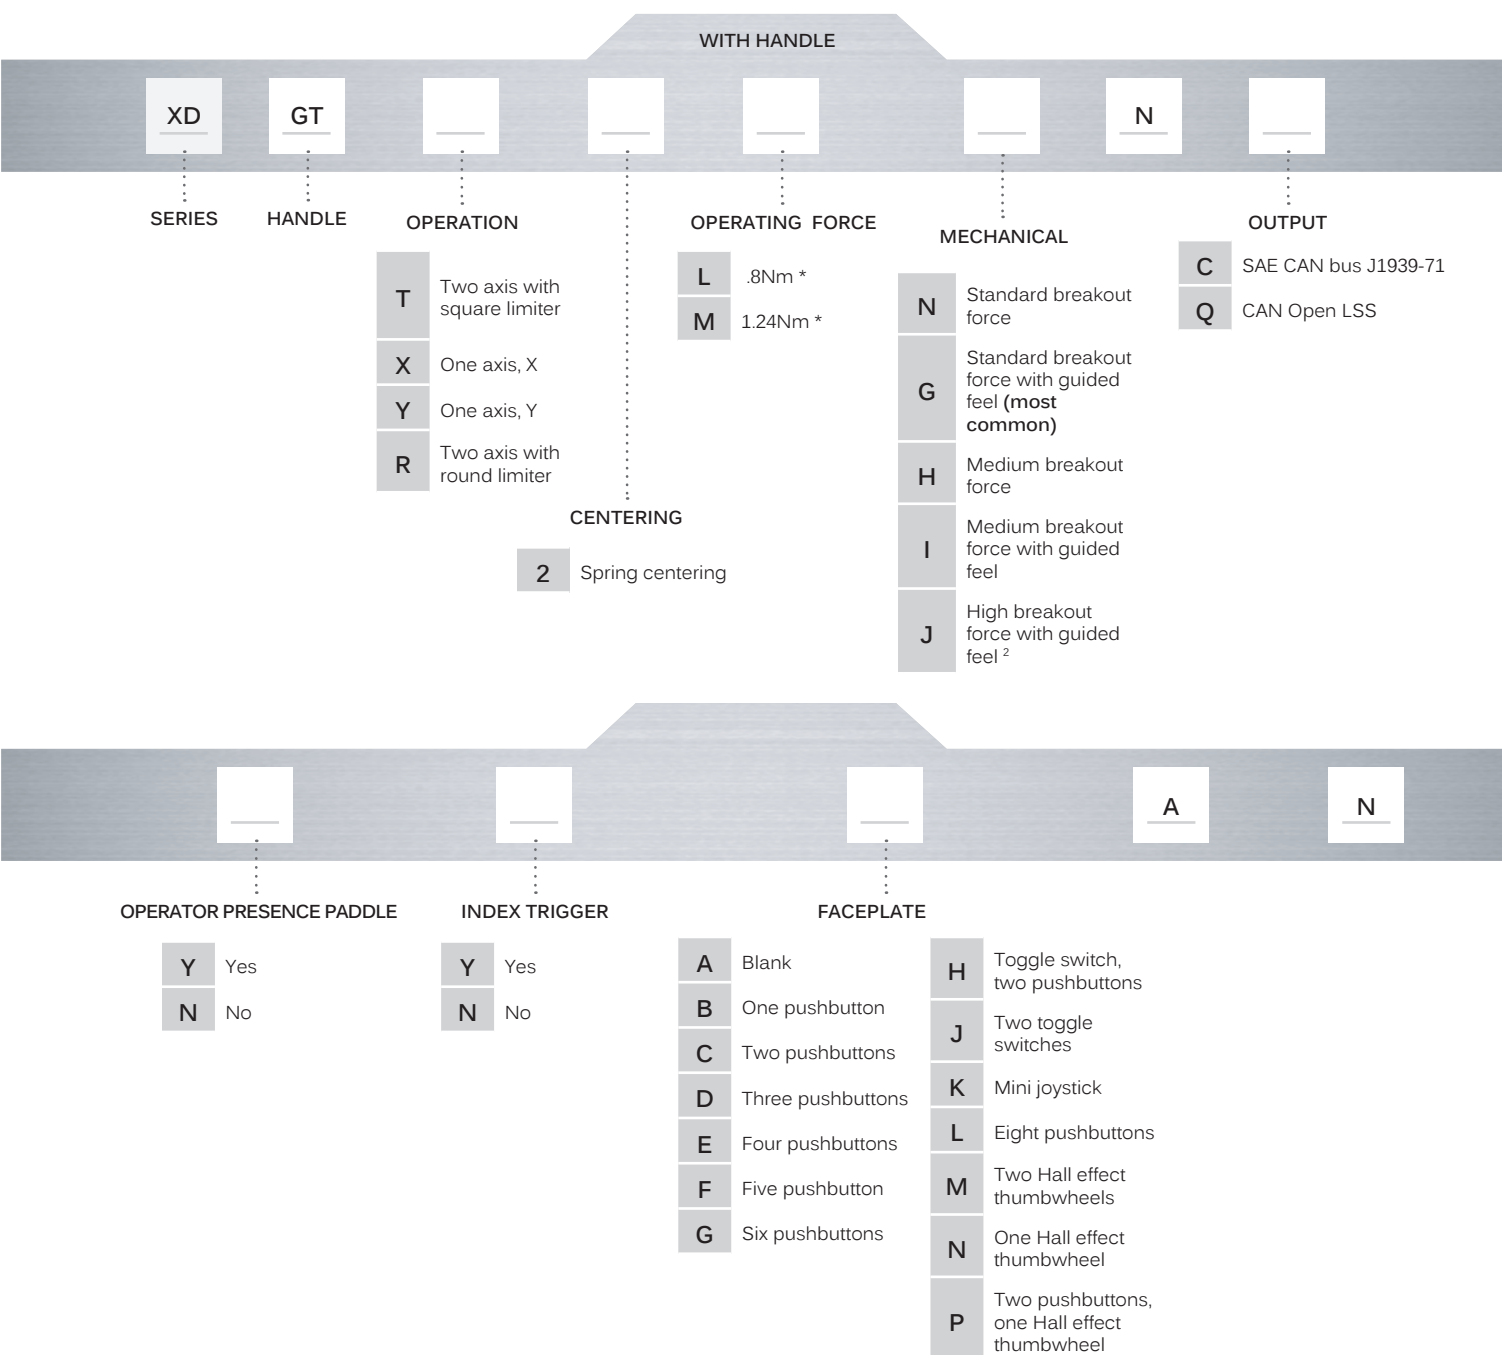 WITH HANDLE
XD
GT
N
SERIES
HANDLE
OPERATION
T
Two axis with
square limiter
X
One axis, X
Y
One axis, Y
R
Two axis with
round limiter
CENTERING
2
Spring centering
OPERATING FORCE
L
.8Nm *
M
1.24Nm *
MECHANICAL
N
Standard breakout
force
G
Standard breakout
force with guided
feel (most
common)
H
Medium breakout
force
I
Medium breakout
force with guided
feel
J
High breakout
force with guided
feel 2
OUTPUT
C
SAE CAN bus J1939-71
Q
CAN Open LSS
A
N
OPERATOR PRESENCE PADDLE
Y
Yes
N
No
INDEX TRIGGER
Y
Yes
N
No
FACEPLATE
A
Blank
B
One pushbutton
C
Two pushbuttons
D
Three pushbuttons
E
Four pushbuttons
F
Five pushbutton
G
Six pushbuttons
H
Toggle switch,
two pushbuttons
J
Two toggle
switches
K
Mini joystick
L
Eight pushbuttons
M
Two Hall effect
thumbwheels
N
One Hall effect
thumbwheel
P
Two pushbuttons,
one Hall effect
thumbwheel